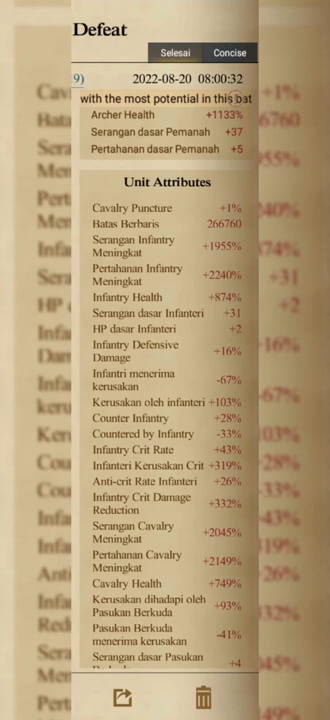 Defeat
Selesai Concise
9) 2022-08-20 08:00:32
with the most potential in this bat
Archer Health +1133%
Serangan dasar Pemanah +37
Pertahanan dasar Pemanah +5
Unit Attributes
Cavalry Puncture +1%
Batas Berbaris 266760
Serangan Infantry
Meningkat +1955%
Pertahanan Infantry
Meningkat +2240%
Infantry Health +874%
Serangan dasar Infanteri +31
HP dasar Infanteri +2
Infantry Defensive
Damage +16%
Infantri menerima
kerusakan -67%
Kerusakan oleh infanteri +103%
Counter Infantry +28%
Countered by Infantry -33%
Infantry Crit Rate +43%
Infanteri Kerusakan Crit +319%
Anti-crit Rate Infanteri +26%
Infantry Crit Damage
Reduction +332%
Serangan Cavalry
Meningkat +2045%
Pertahanan Cavalry
Meningkat +2149%
Cavalry Health +749%
Kerusakan dihadapi oleh
Pasukan Berkuda +93%
Pasukan Berkuda
menerima kerusakan -41%
Serangan dasar Pasukan
+4